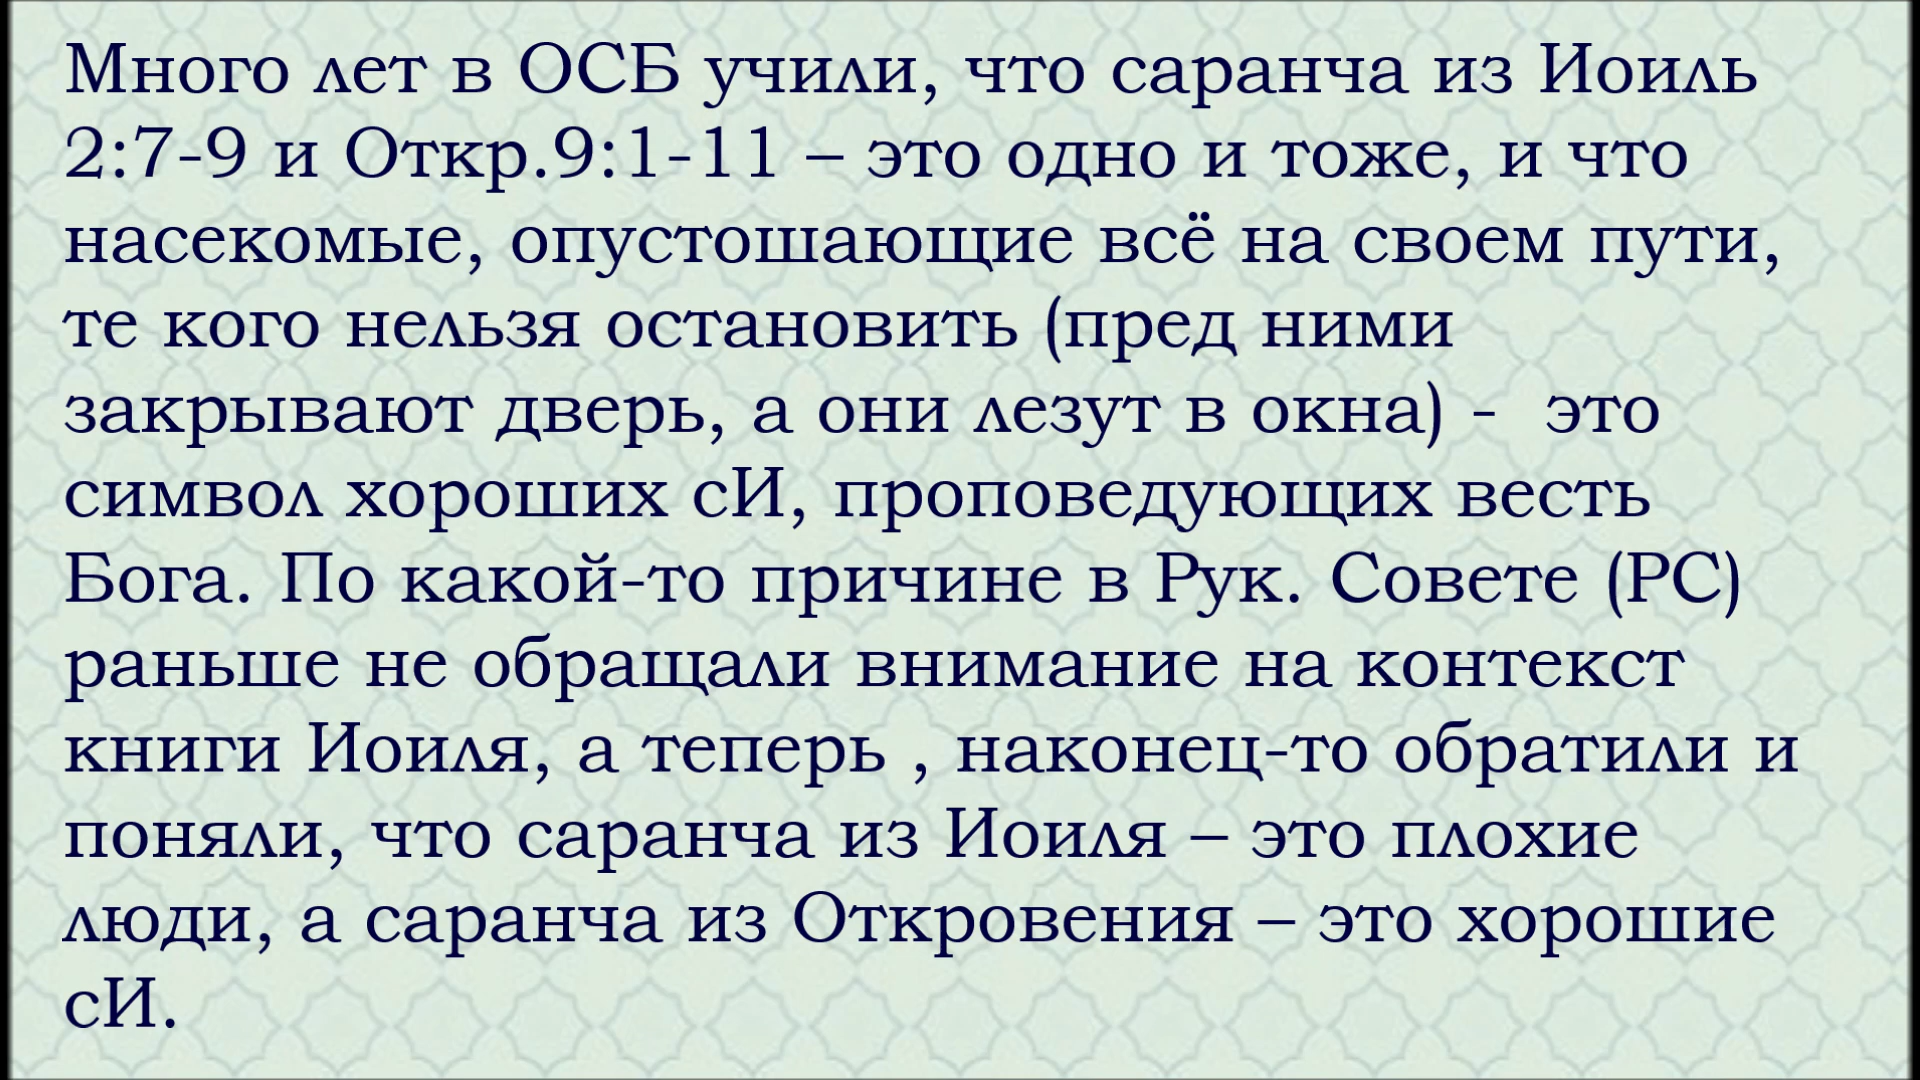 Много лет в ОСБ учили, что саранча из Иоиль
2:7-9 и Откр.9:1-11 – это одно и тоже, и что
насекомые, опустошающие всё на своем пути,
те кого нельзя остановить (пред ними
закрывают дверь, а они лезут в окна) -  это
символ хороших сИ, проповедующих весть
Бога. По какой-то причине в Рук. Совете (РС)
раньше не обращали внимание на контекст
книги Иоиля, а теперь , наконец-то обратили и
поняли, что саранча из Иоиля – это плохие
люди, а саранча из Откровения – это хорошие
сИ.